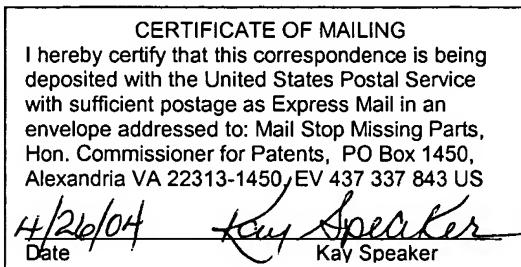 CERTIFICATE OF MAILING
I hereby certify that this correspondence is being
deposited with the United States Postal Service
with sufficient postage as Express Mail in an
envelope addressed to: Mail Stop Missing Parts,
Hon. Commissioner for Patents, PO Box 1450,
Alexandria VA 22313-1450, EV 437 337 843 US
4/26/04 Kay Speaker
Date Kay Speaker